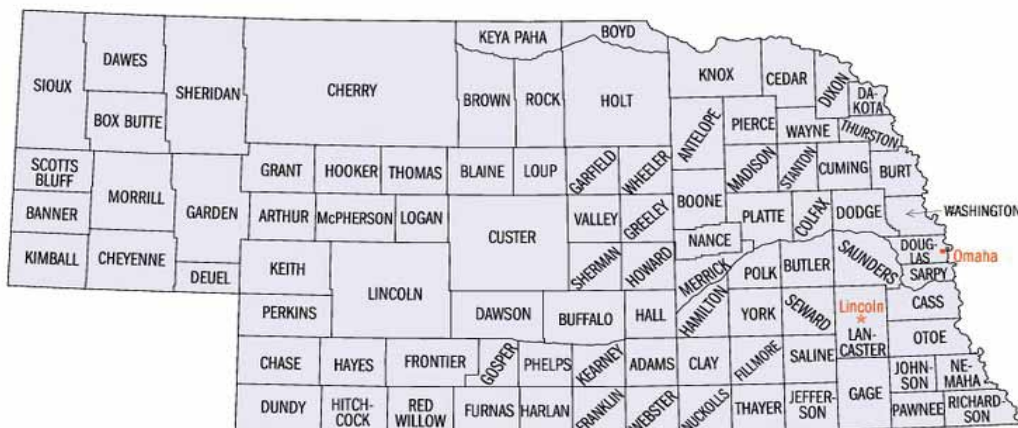 KEYA PAHA
BOYD
SIOUX
DAWES
SHERIDAN
CHERRY
BROWN
ROCK
HOLT
KNOX
CEDAR
DIXON
DA-
KOTA
BOX BUTTE
ANTELOPE
PIERCE
WAYNE
THURSTON
SCOTTS
BLUFF
MORRILL
GARDEN
GRANT
HOOKER
THOMAS
BLAINE
LOUP
GARFIELD
WHEELER
MADISON
STANTON
CUMING
BURT
BANNER
ARTHUR
McPHERSON
LOGAN
CUSTER
VALLEY
GREELEY
BOONE
PLATTE
COLFAX
DODGE
WASHINGTON
KIMBALL
CHEYENNE
DEUEL
KEITH
LINCOLN
SHERMAN
HOWARD
NANCE
MERRICK
POLK
BUTLER
SAUNDERS
DOUG-
LAS
Omaha
SARPY
PERKINS
DAWSON
BUFFALO
HALL
HAMILTON
YORK
SEWARD
Lincoln
LAN-
CASTER
CASS
OTOE
CHASE
HAYES
FRONTIER
GOSPER
PHELPS
KEARNEY
ADAMS
CLAY
FILLMORE
SALINE
JOHN-
SON
NE-
MAHA
DUNDY
HITCH-
COCK
RED
WILLOW
FURNAS
HARLAN
FRANKLIN
WEBSTER
NUCKOLLS
THAYER
JEFFER-
SON
GAGE
PAWNEE
RICHARD
SON